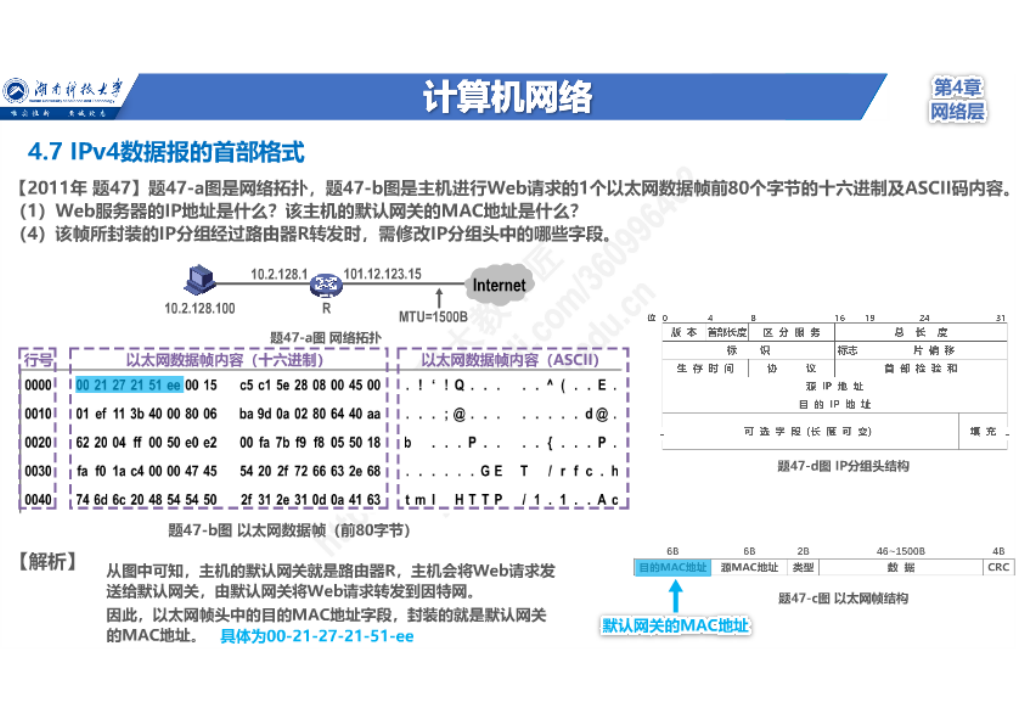 湖南科技大学
计算机网络
第4章
网络层
4.7 IPv4数据报的首部格式
【2011年 题47】题47-a图是网络拓扑，题47-b图是主机进行Web请求的1个以太网数据帧前80个字节的十六进制及ASCII码内容。
（1）Web服务器的IP地址是什么？该主机的默认网关的MAC地址是什么？
（4）该帧所封装的IP分组经过路由器R转发时，需修改IP分组头中的哪些字段。
10.2.128.1 101.12.123.15
Internet
10.2.128.100 R MTU=1500B
题47-a图 网络拓扑
行号 以太网数据帧内容（十六进制） 以太网数据帧内容（ASCII）
0000 00 21 27 21 51 ee 00 15 c5 c1 5e 28 08 00 45 00 . ! ‘ ! Q . . . . . ^ ( . . E .
0010 01 ef 11 3b 40 00 80 06 ba 9d 0a 02 80 64 40 aa . . . ; @ . . . . . . . . d @ .
0020 62 20 04 ff 00 50 e0 e2 00 fa 7b f9 f8 05 50 18 b . . . P . . . . { . . . P .
0030 fa f0 1a c4 00 00 47 45 54 20 2f 72 66 63 2e 68 . . . . . . G E T / r f c . h
0040 74 6d 6c 20 48 54 54 50 2f 31 2e 31 0d 0a 41 63 t m l H T T P / 1 . 1 . . A c
题47-b图 以太网数据帧（前80字节）
位 0 4 8 16 19 24 31
版 本 首部长度 区 分 服 务 总 长 度
标 识 标志 片 偏 移
生 存 时 间 协 议 首 部 检 验 和
源 IP 地 址
目 的 IP 地 址
可 选 字 段 (长 度 可 变) 填 充
题47-d图 IP分组头结构
【解析】
从图中可知，主机的默认网关就是路由器R，主机会将Web请求发
送给默认网关，由默认网关将Web请求转发到因特网。
因此，以太网帧头中的目的MAC地址字段，封装的就是默认网关
的MAC地址。 具体为00-21-27-21-51-ee
6B 6B 2B 46~1500B 4B
目的MAC地址 源MAC地址 类型 数 据 CRC
题47-c图 以太网帧结构
默认网关的MAC地址